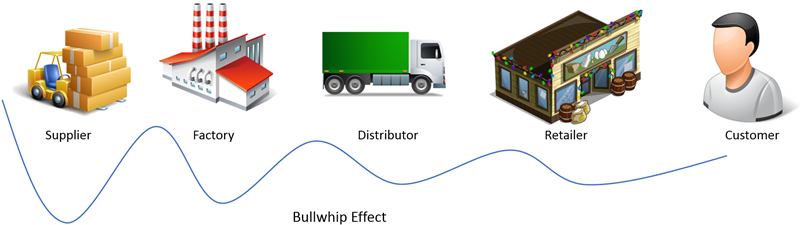 Supplier
Factory
Distributor
Retailer
Customer
Bullwhip Effect